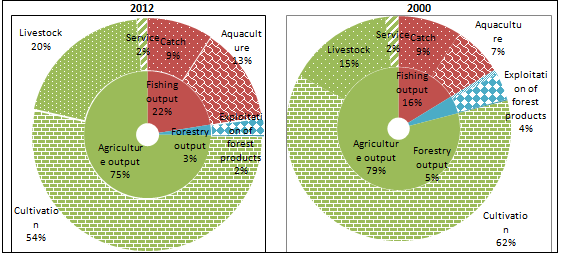 2012
Service
2%
Catch
9%
Aquacult
ure
13%
Livestock
20%
Fishing
output
22%
Exploitati
on of
forest
products
2%
Forestry
output
3%
Agricultur
e output
75%
Cultivatio
n
54%
2000
Service
2%
Catch
9%
Aquacultu
re
7%
Livestock
15%
Fishing
output
16%
Exploitati
on of
forest
products
4%
Agricultur
e output
79%
Forestry
output
5%
Cultivatio
n
62%